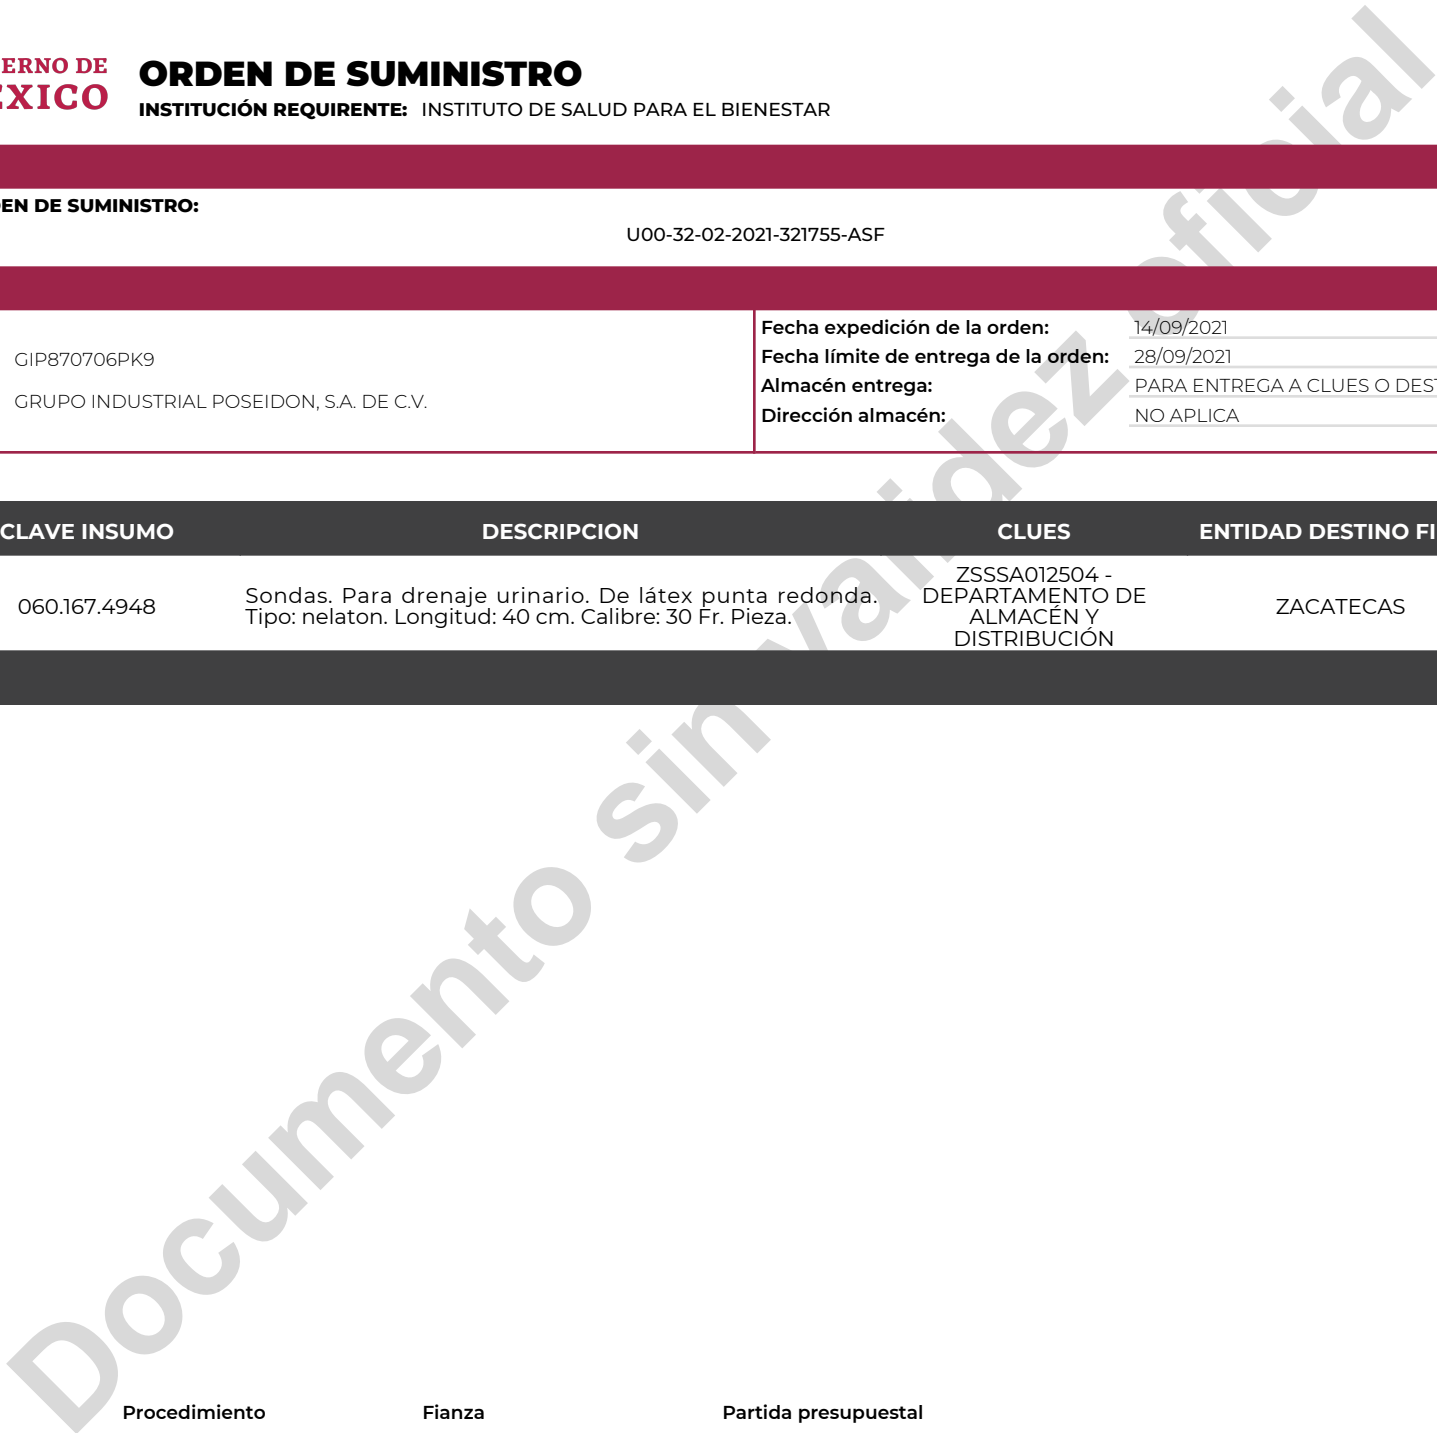 ERNO DE
ÉXICO
ORDEN DE SUMINISTRO
INSTITUCIÓN REQUIRENTE: INSTITUTO DE SALUD PARA EL BIENESTAR
EN DE SUMINISTRO:
U00-32-02-2021-321755-ASF
GIP870706PK9
GRUPO INDUSTRIAL POSEIDON, S.A. DE C.V.
Fecha expedición de la orden: 14/09/2021
Fecha límite de entrega de la orden: 28/09/2021
Almacén entrega: PARA ENTREGA A CLUES O DEST
Dirección almacén: NO APLICA
CLAVE INSUMO DESCRIPCION CLUES ENTIDAD DESTINO FI
060.167.4948
Sondas. Para drenaje urinario. De látex punta redonda.
Tipo: nelaton. Longitud: 40 cm. Calibre: 30 Fr. Pieza.
ZSSSA012504 -
DEPARTAMENTO DE
ALMACÉN Y
DISTRIBUCIÓN
ZACATECAS
Documento sin validez oficial
Procedimiento Fianza Partida presupuestal